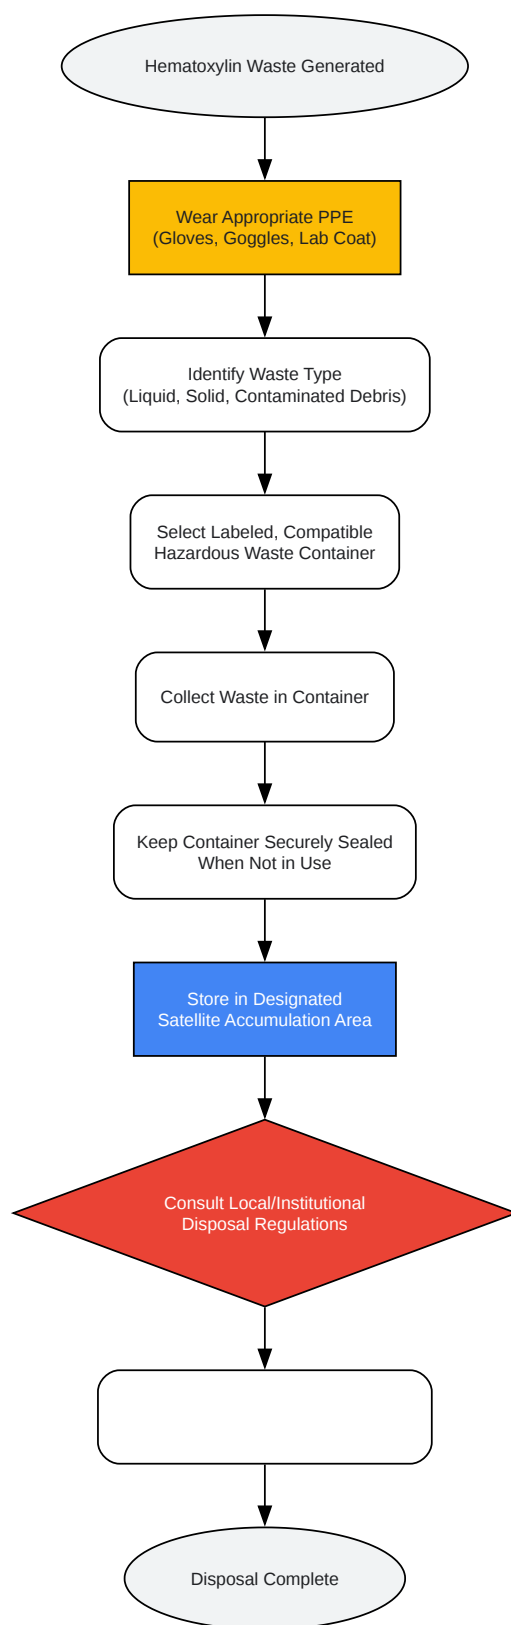 Hematoxylin Waste Generated
Wear Appropriate PPE
(Gloves, Goggles, Lab Coat)
Identify Waste Type
(Liquid, Solid, Contaminated Debris)
Select Labeled, Compatible
Hazardous Waste Container
Collect Waste in Container
Keep Container Securely Sealed
When Not in Use
Store in Designated
Satellite Accumulation Area
Consult Local/Institutional
Disposal Regulations
Disposal Complete